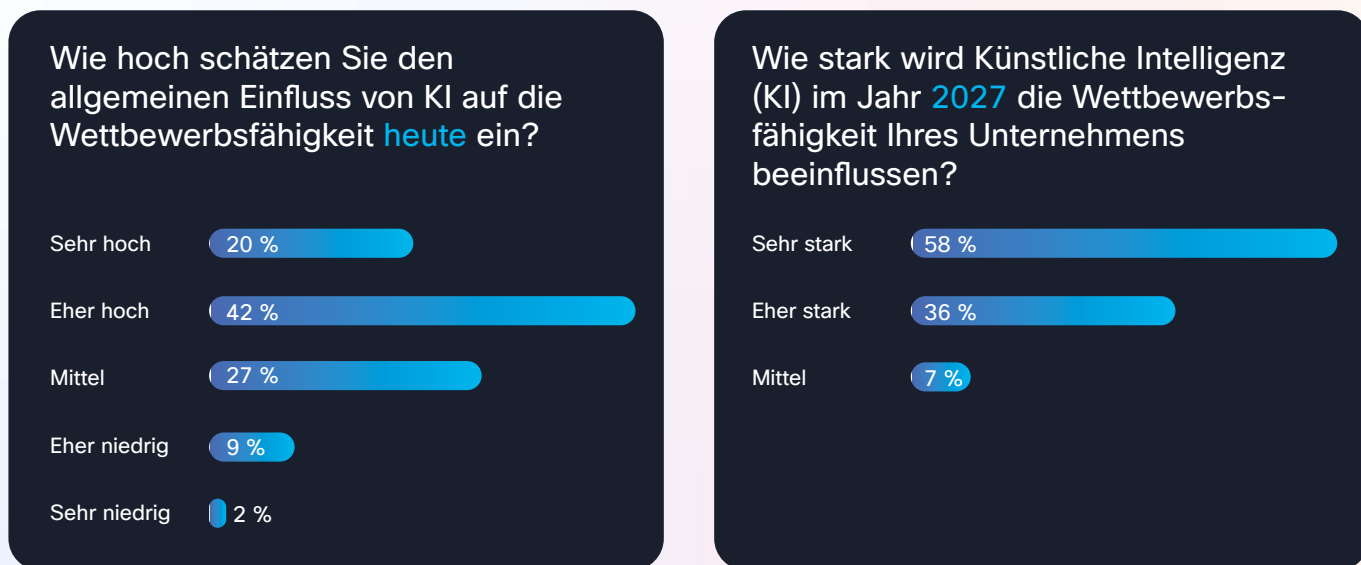 Wie hoch schätzen Sie den
allgemeinen Einfluss von KI auf die
Wettbewerbsfähigkeit heute ein?
Sehr hoch 20 %
Eher hoch 42 %
Mittel 27 %
Eher niedrig 9 %
Sehr niedrig 2 %
Wie stark wird Künstliche Intelligenz
(KI) im Jahr 2027 die Wettbewerbs-
fähigkeit Ihres Unternehmens
beeinflussen?
Sehr stark 58 %
Eher stark 36 %
Mittel 7 %